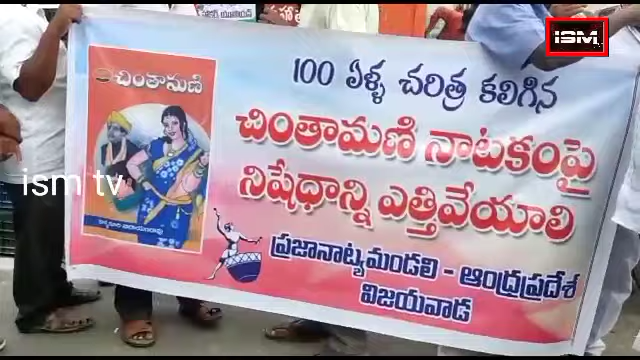 ISM
చింతామణి
100 ఏళ్ళ చరిత్ర కలిగిన
చింతామణి నాటకంపై
నిషేధాన్ని ఎత్తివేయాలి
ప్రజానాట్యమండలి - ఆంధ్రప్రదేశ్
విజయవాడ
ism tv